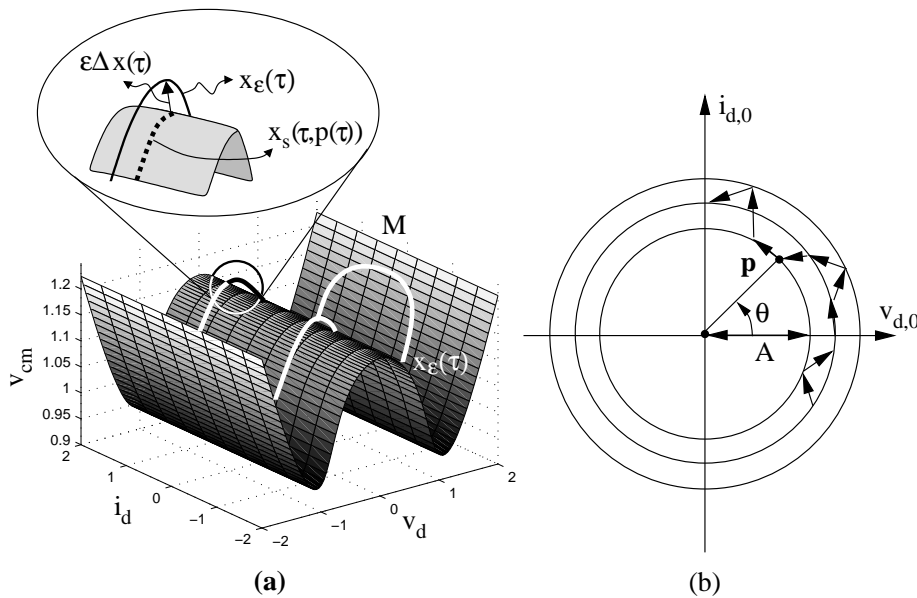 εΔx(τ)
x_ε(τ)
x_s(τ,p(τ))
M
x_ε(τ)
v_cm
1.2
1.15
1.1
1.05
1
0.95
0.9
2
1
0
−1
−2
i_d
−2
−1
0
1
2
v_d
(a)
i_d,0
p
θ
A
v_d,0
(b)